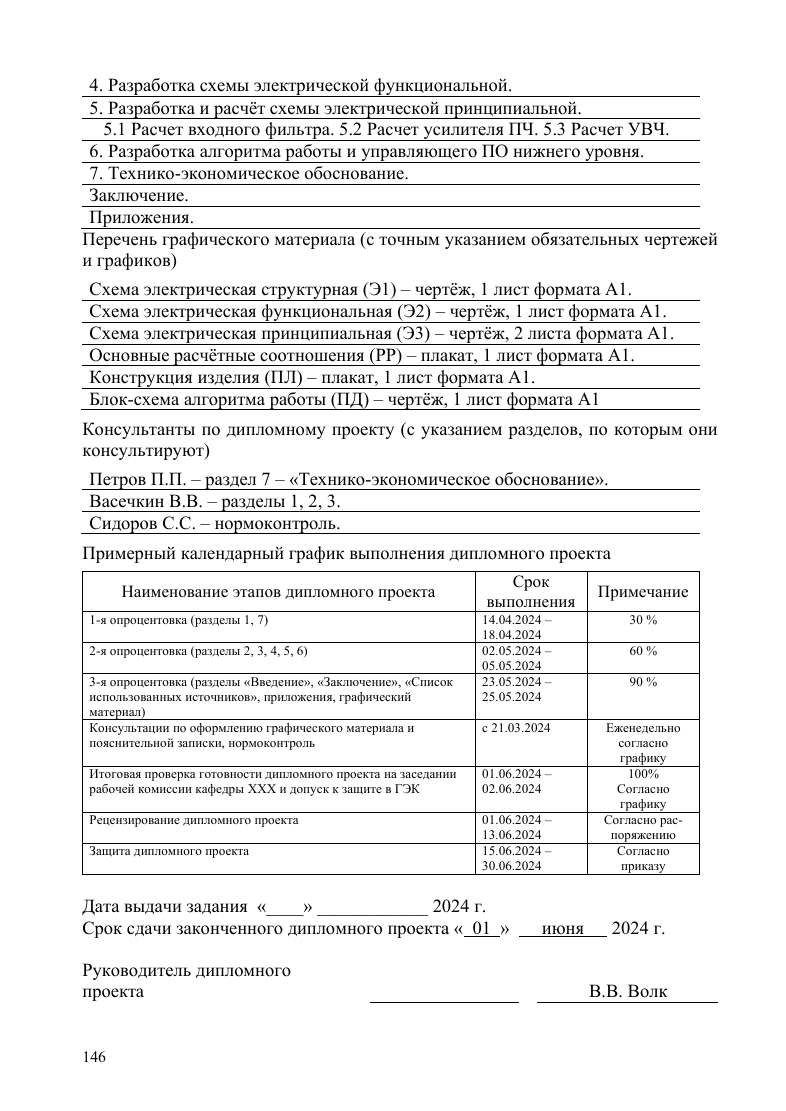 4. Разработка схемы электрической функциональной.
5. Разработка и расчёт схемы электрической принципиальной.
5.1 Расчет входного фильтра. 5.2 Расчет усилителя ПЧ. 5.3 Расчет УВЧ.
6. Разработка алгоритма работы и управляющего ПО нижнего уровня.
7. Технико-экономическое обоснование.
Заключение.
Приложения.
Перечень графического материала (с точным указанием обязательных чертежей
и графиков)
Схема электрическая структурная (Э1) – чертёж, 1 лист формата А1.
Схема электрическая функциональная (Э2) – чертёж, 1 лист формата А1.
Схема электрическая принципиальная (Э3) – чертёж, 2 листа формата А1.
Основные расчётные соотношения (РР) – плакат, 1 лист формата А1.
Конструкция изделия (ПЛ) – плакат, 1 лист формата А1.
Блок-схема алгоритма работы (ПД) – чертёж, 1 лист формата А1
Консультанты по дипломному проекту (с указанием разделов, по которым они
консультируют)
Петров П.П. – раздел 7 – «Технико-экономическое обоснование».
Васечкин В.В. – разделы 1, 2, 3.
Сидоров С.С. – нормоконтроль.
Примерный календарный график выполнения дипломного проекта
Наименование этапов дипломного проекта
Срок
выполнения
Примечание
1-я опроцентовка (разделы 1, 7)
14.04.2024 –
18.04.2024
30 %
2-я опроцентовка (разделы 2, 3, 4, 5, 6)
02.05.2024 –
05.05.2024
60 %
3-я опроцентовка (разделы «Введение», «Заключение», «Список
использованных источников», приложения, графический
материал)
23.05.2024 –
25.05.2024
90 %
Консультации по оформлению графического материала и
пояснительной записки, нормоконтроль
с 21.03.2024
Еженедельно
согласно
графику
Итоговая проверка готовности дипломного проекта на заседании
рабочей комиссии кафедры ХХХ и допуск к защите в ГЭК
01.06.2024 –
02.06.2024
100%
Согласно
графику
Рецензирование дипломного проекта
01.06.2024 –
13.06.2024
Согласно рас-
поряжению
Защита дипломного проекта
15.06.2024 –
30.06.2024
Согласно
приказу
Дата выдачи задания «____» ____________ 2024 г.
Срок сдачи законченного дипломного проекта «_01_» __июня__ 2024 г.
Руководитель дипломного
проекта
В.В. Волк
146